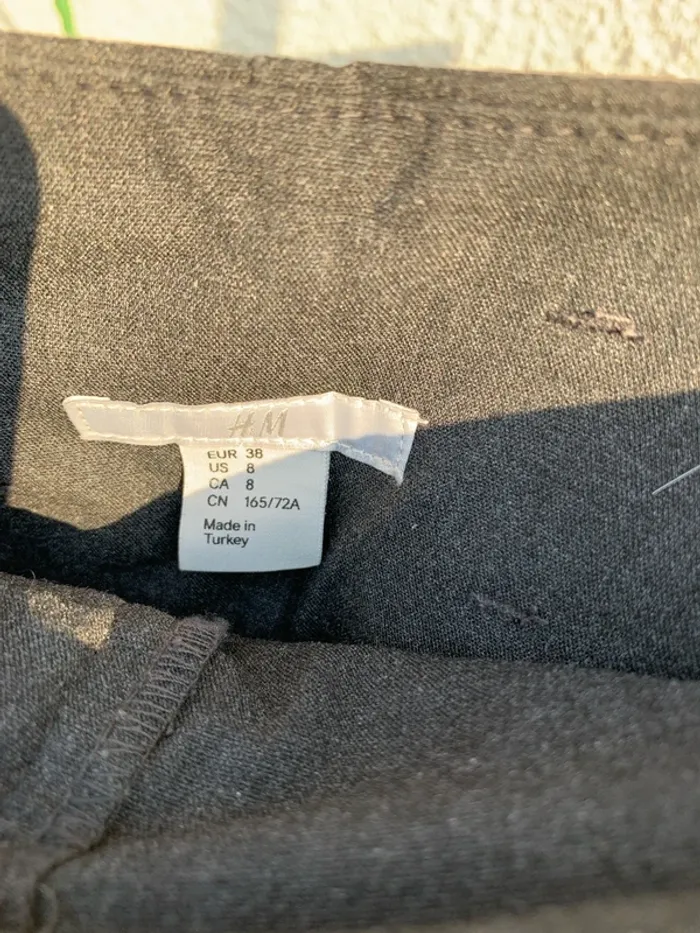 H&M
EUR 38
US 8
CA 8
CN 165/72A
Made in
Turkey